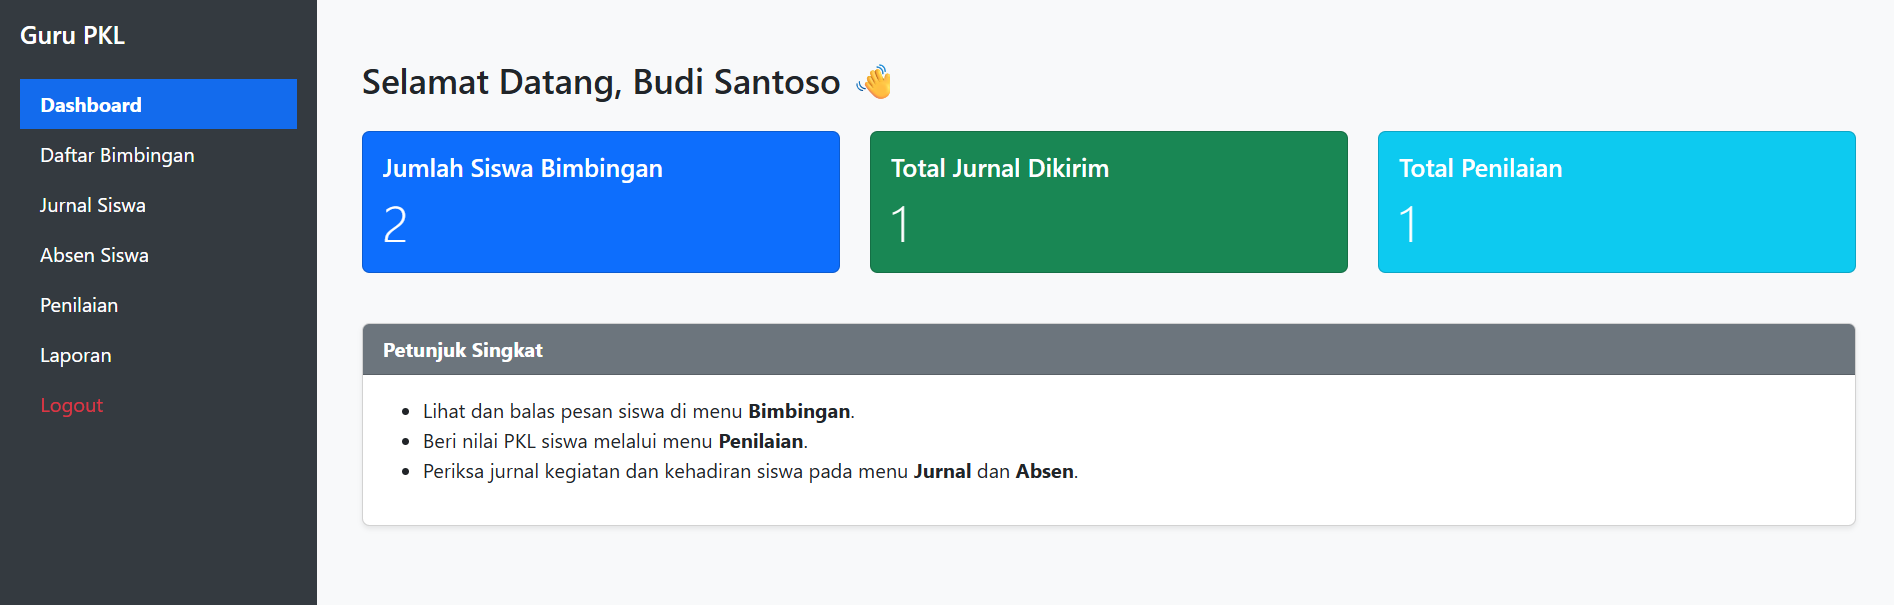 Guru PKL
Dashboard
Daftar Bimbingan
Jurnal Siswa
Absen Siswa
Penilaian
Laporan
Logout
Selamat Datang, Budi Santoso 👋
Jumlah Siswa Bimbingan
2
Total Jurnal Dikirim
1
Total Penilaian
1
Petunjuk Singkat
• Lihat dan balas pesan siswa di menu Bimbingan.
• Beri nilai PKL siswa melalui menu Penilaian.
• Periksa jurnal kegiatan dan kehadiran siswa pada menu Jurnal dan Absen.